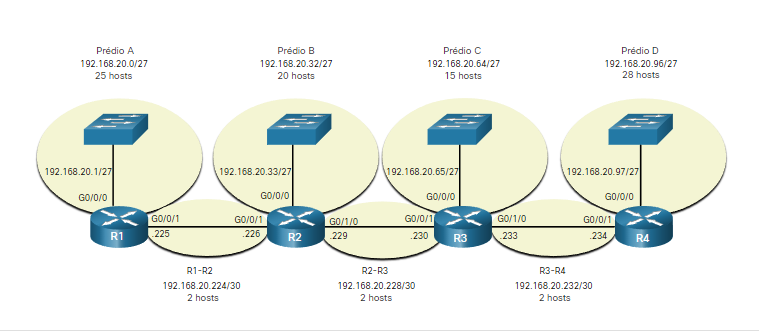 Prédio A
192.168.20.0/27
25 hosts
Prédio B
192.168.20.32/27
20 hosts
Prédio C
192.168.20.64/27
15 hosts
Prédio D
192.168.20.96/27
28 hosts
192.168.20.1/27
192.168.20.33/27
192.168.20.65/27
192.168.20.97/27
G0/0/0
G0/0/0
G0/0/0
G0/0/0
R1
G0/0/1
.225
G0/0/1
.226
R2
G0/1/0
.229
G0/0/1
.230
R3
G0/1/0
.233
G0/0/1
.234
R4
R1-R2
192.168.20.224/30
2 hosts
R2-R3
192.168.20.228/30
2 hosts
R3-R4
192.168.20.232/30
2 hosts